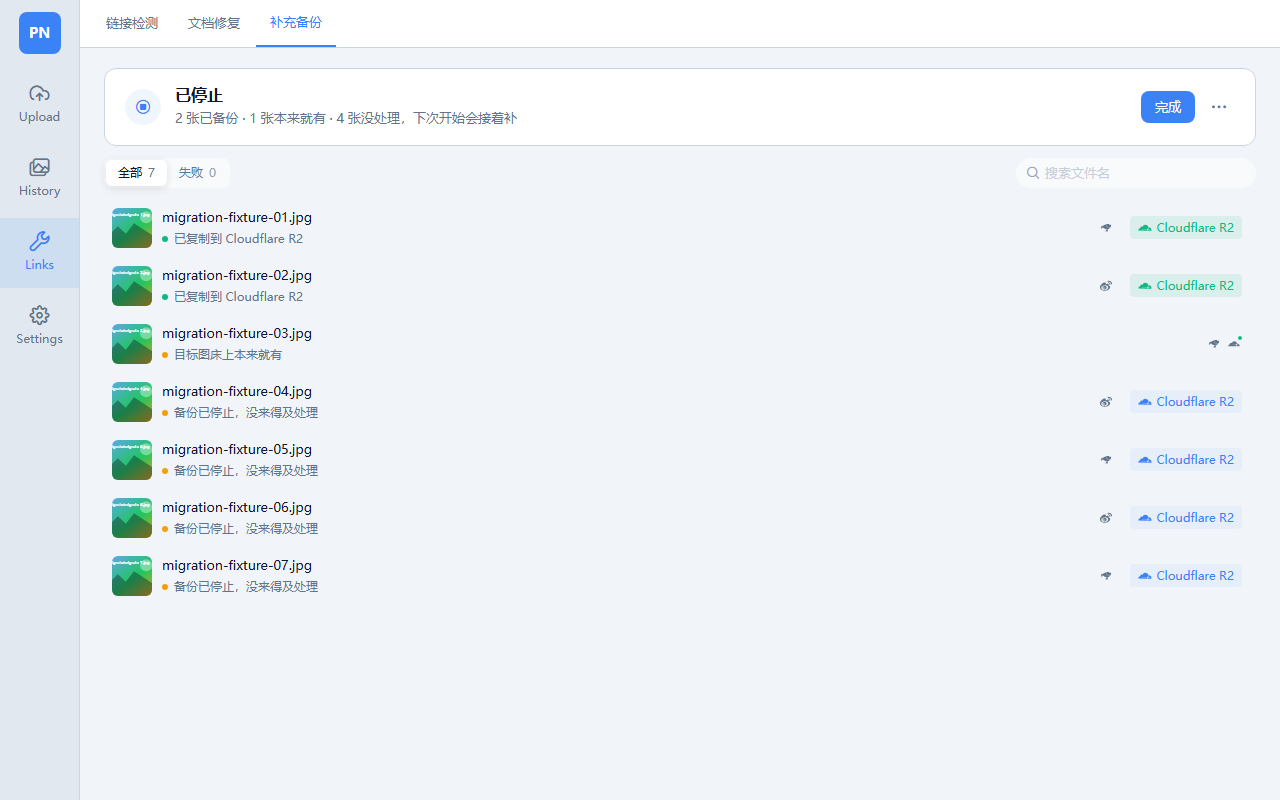 PN
Upload
History
Links
Settings
链接检测
文档修复
补充备份
已停止
2 张已备份 · 1 张本来就有 · 4 张没处理，下次开始会接着补
完成
全部 7
失败 0
搜索文件名
migration-fixture-01.jpg
已复制到 Cloudflare R2
Cloudflare R2
migration-fixture-02.jpg
已复制到 Cloudflare R2
Cloudflare R2
migration-fixture-03.jpg
目标图床上本来就有
migration-fixture-04.jpg
备份已停止，没来得及处理
Cloudflare R2
migration-fixture-05.jpg
备份已停止，没来得及处理
Cloudflare R2
migration-fixture-06.jpg
备份已停止，没来得及处理
Cloudflare R2
migration-fixture-07.jpg
备份已停止，没来得及处理
Cloudflare R2